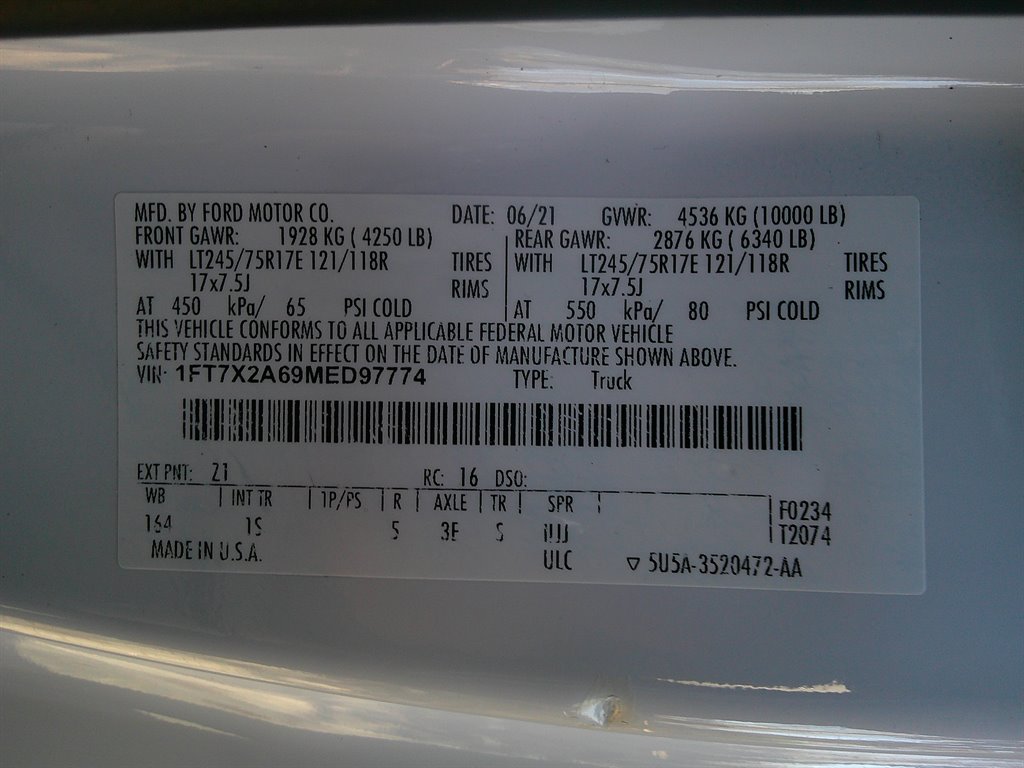 MFD. BY FORD MOTOR CO. DATE: 06/21 GVWR: 4536 KG (10000 LB)
FRONT GAWR: 1928 KG ( 4250 LB) REAR GAWR: 2876 KG ( 6340 LB)
WITH LT245/75R17E 121/118R TIRES WITH LT245/75R17E 121/118R TIRES
17x7.5J RIMS 17x7.5J RIMS
AT 450 kPa/ 65 PSI COLD AT 550 kPa/ 80 PSI COLD
THIS VEHICLE CONFORMS TO ALL APPLICABLE FEDERAL MOTOR VEHICLE
SAFETY STANDARDS IN EFFECT ON THE DATE OF MANUFACTURE SHOWN ABOVE.
VIN: 1FT7X2A69MED97774 TYPE: Truck
EXT PNT: Z1 RC: 16 DSO:
WB INT TR TP/PS R AXLE TR SPR F0234
164 1S 5 S T2074
MADE IN U.S.A. ULC 5U5A-3520472-AA